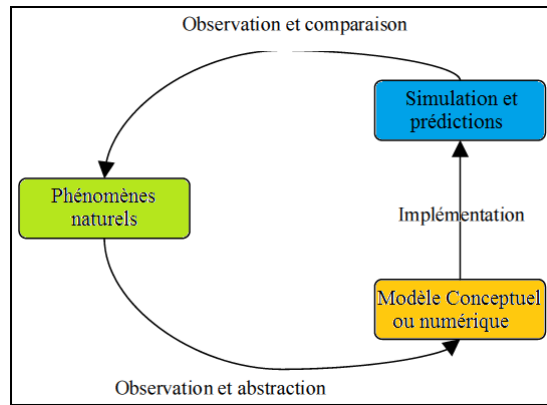 Observation et comparaison
Simulation et
prédictions
Phénomènes
naturels
Implémentation
Modèle Conceptuel
ou numérique
Observation et abstraction